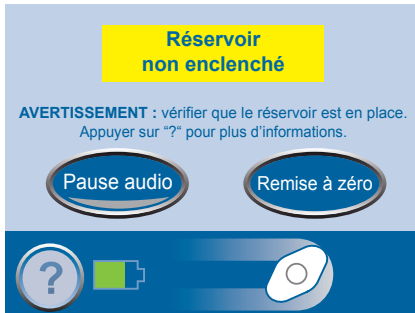 Réservoir
non enclenché
AVERTISSEMENT : vérifier que le réservoir est en place.
Appuyer sur “?“ pour plus d’informations.
Pause audio
Remise à zéro
?